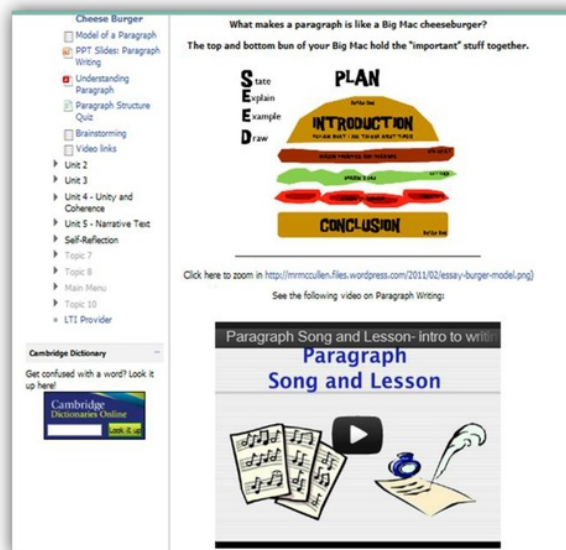 Cheese Burger
Model of a Paragraph
PPT Slides: Paragraph
Writing
Understanding
Paragraph
Paragraph Structure
Quiz
Brainstorming
Video links
Unit 2
Unit 3
Unit 4 - Unity and
Coherence
Unit 5 - Narrative Text
Self-Reflection
Topic 7
Topic 8
Main Menu
Topic 10
LTI Provider
Cambridge Dictionary
Get confused with a word? Look it
up here!
Cambridge
Dictionaries Online
Look it up
What makes a paragraph is like a Big Mac cheeseburger?
The top and bottom bun of your Big Mac hold the "important" stuff together.
State
Explain
Example
Draw
PLAN
INTRODUCTION
CONCLUSION
Click here to zoom in http://mrmccullen.files.wordpress.com/2011/02/essay-burger-model.png)
See the following video on Paragraph Writing:
Paragraph Song and Lesson- intro to writin
Paragraph
Song and Lesson